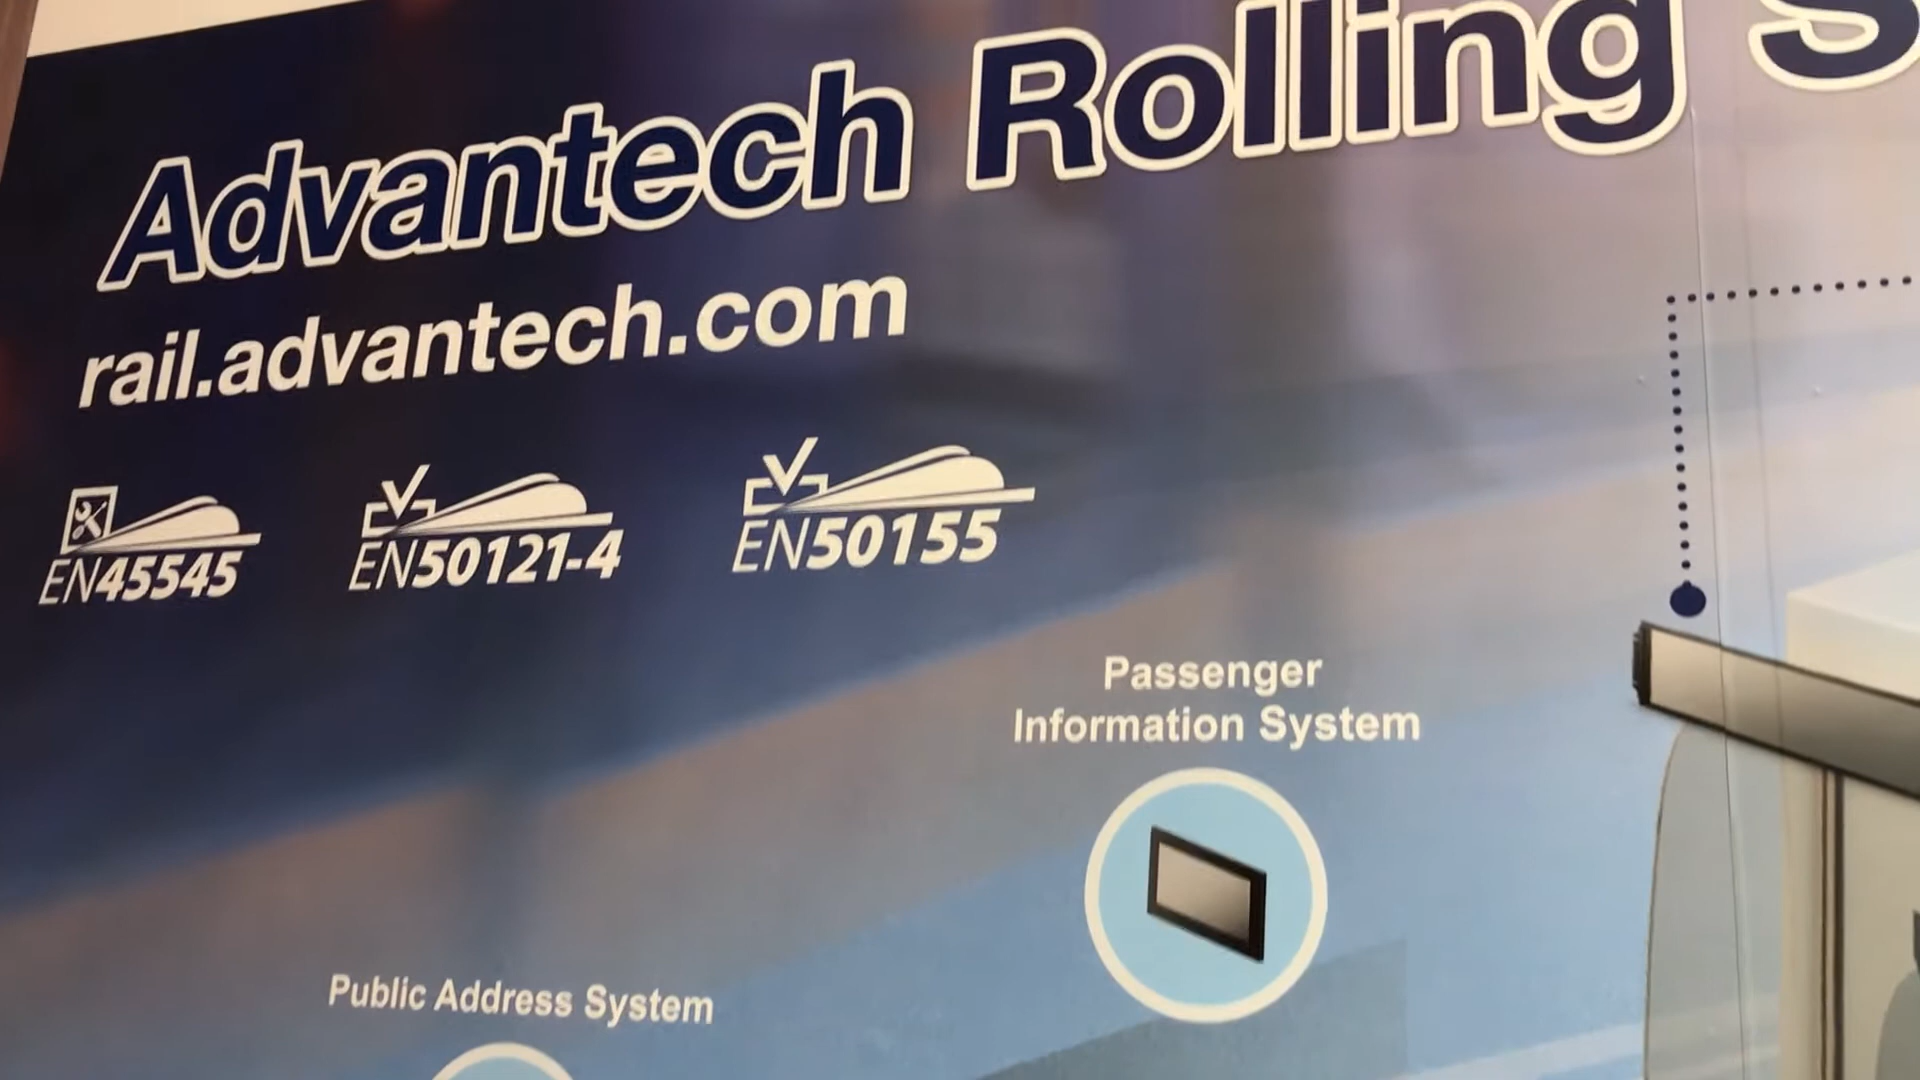 Advantech Rolling S
rail.advantech.com
EN45545
EN50121-4
EN50155
Passenger
Information System
Public Address System